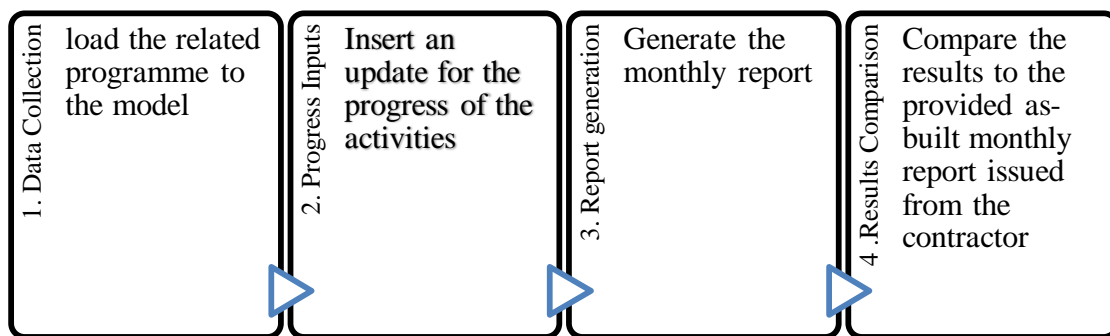 1. Data Collection
load the related
programme to
the model
2. Progress Inputs
Insert an
update for the
progress of the
activities
3. Report generation
Generate the
monthly report
4 .Results Comparison
Compare the
results to the
provided as-
built monthly
report issued
from the
contractor